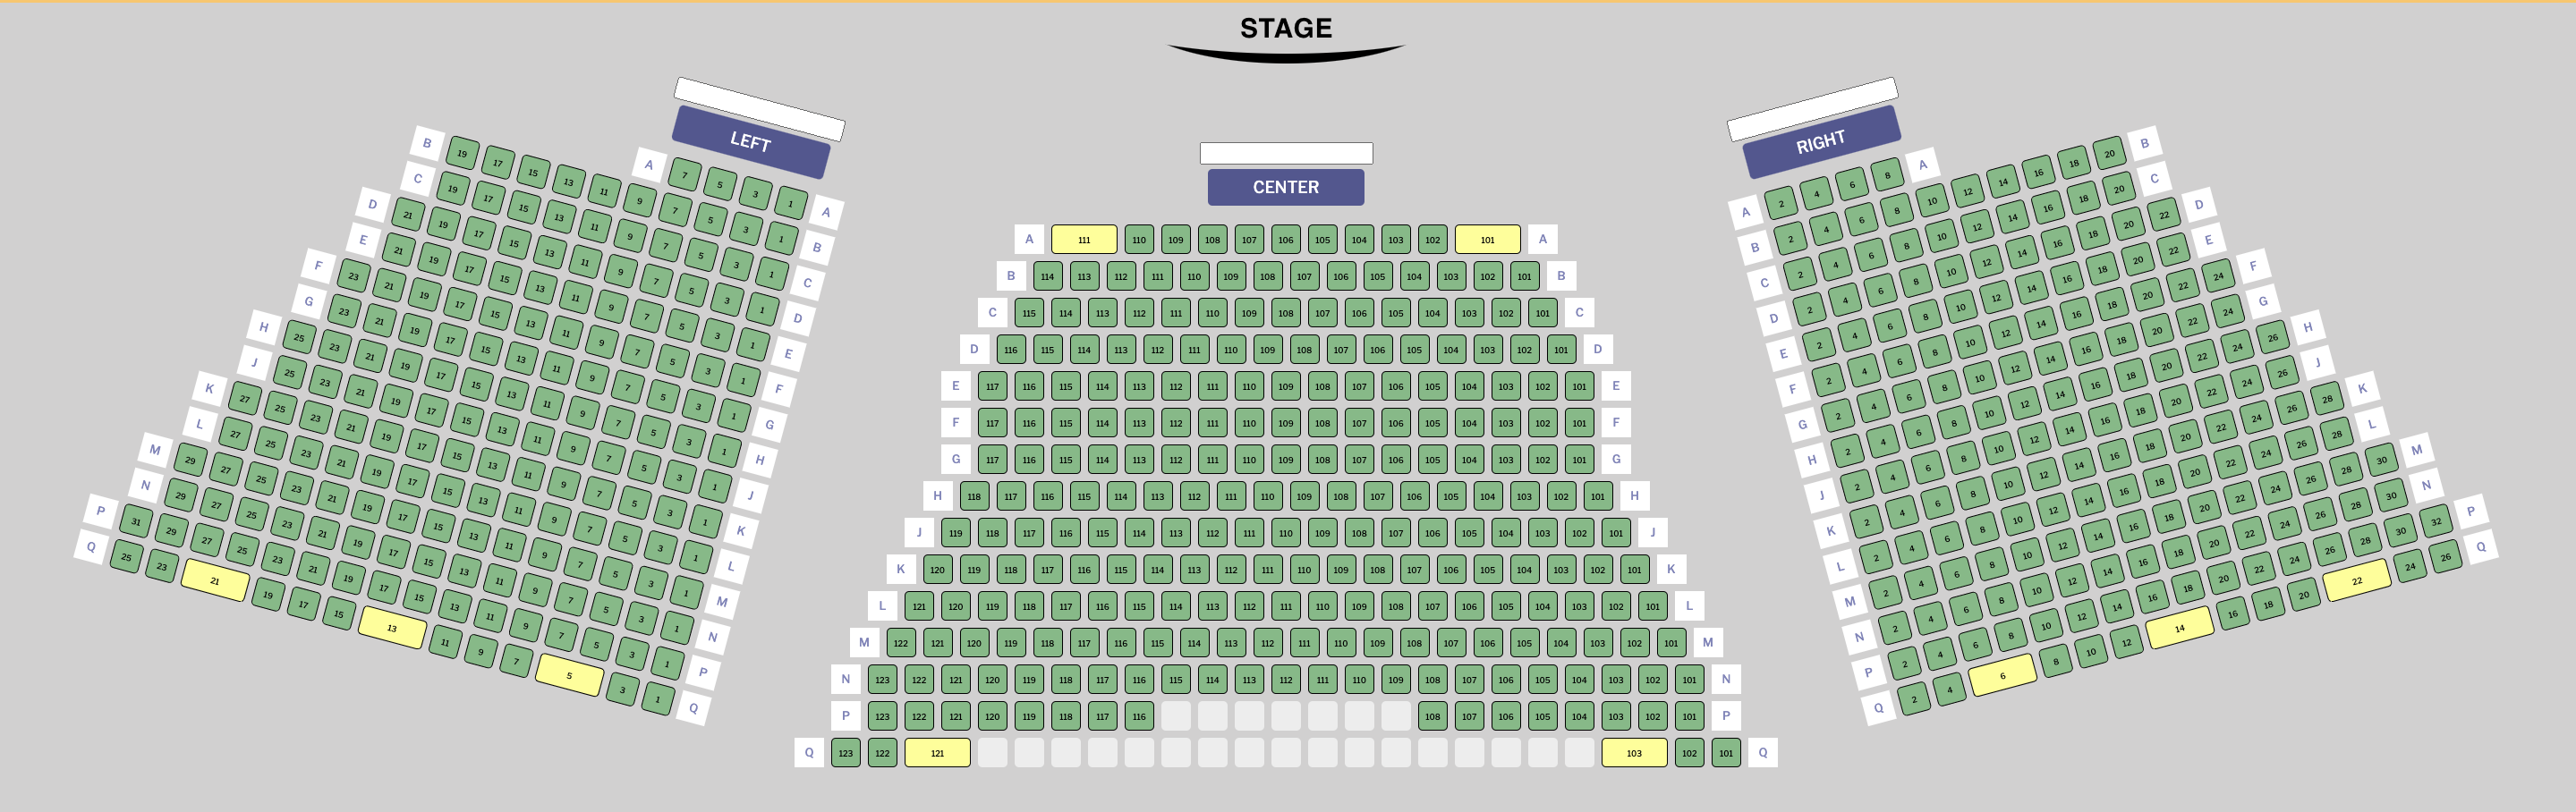 STAGE
LEFT
A 7 5 3 1 A
B 19 17 15 13 11 9 7 5 3 1 B
C 19 17 15 13 11 9 7 5 3 1 C
D 21 19 17 15 13 11 9 7 5 3 1 D
E 21 19 17 15 13 11 9 7 5 3 1 E
F 23 21 19 17 15 13 11 9 7 5 3 1 F
G 23 21 19 17 15 13 11 9 7 5 3 1 G
H 25 23 21 19 17 15 13 11 9 7 5 3 1 H
J 25 23 21 19 17 15 13 11 9 7 5 3 1 J
K 27 25 23 21 19 17 15 13 11 9 7 5 3 1 K
L 27 25 23 21 19 17 15 13 11 9 7 5 3 1 L
M 29 27 25 23 21 19 17 15 13 11 9 7 5 3 1 M
N 29 27 25 23 21 19 17 15 13 11 9 7 5 3 1 N
P 31 29 27 25 23 21 19 17 15 13 11 9 7 5 3 1 P
Q 25 23 21 19 17 15 13 11 9 7 5 3 1 Q
CENTER
A 111 110 109 108 107 106 105 104 103 102 101 A
B 114 113 112 111 110 109 108 107 106 105 104 103 102 101 B
C 115 114 113 112 111 110 109 108 107 106 105 104 103 102 101 C
D 116 115 114 113 112 111 110 109 108 107 106 105 104 103 102 101 D
E 117 116 115 114 113 112 111 110 109 108 107 106 105 104 103 102 101 E
F 117 116 115 114 113 112 111 110 109 108 107 106 105 104 103 102 101 F
G 117 116 115 114 113 112 111 110 109 108 107 106 105 104 103 102 101 G
H 118 117 116 115 114 113 112 111 110 109 108 107 106 105 104 103 102 101 H
J 119 118 117 116 115 114 113 112 111 110 109 108 107 106 105 104 103 102 101 J
K 120 119 118 117 116 115 114 113 112 111 110 109 108 107 106 105 104 103 102 101 K
L 121 120 119 118 117 116 115 114 113 112 111 110 109 108 107 106 105 104 103 102 101 L
M 122 121 120 119 118 117 116 115 114 113 112 111 110 109 108 107 106 105 104 103 102 101 M
N 123 122 121 120 119 118 117 116 115 114 113 112 111 110 109 108 107 106 105 104 103 102 101 N
P 123 122 121 120 119 118 117 116 108 107 106 105 104 103 102 101 P
Q 123 122 121 103 102 101 Q
RIGHT
A 2 4 6 8 A
B 2 4 6 8 10 12 14 16 18 20 B
C 2 4 6 8 10 12 14 16 18 20 C
D 2 4 6 8 10 12 14 16 18 20 22 D
E 2 4 6 8 10 12 14 16 18 20 22 E
F 2 4 6 8 10 12 14 16 18 20 22 24 F
G 2 4 6 8 10 12 14 16 18 20 22 24 G
H 2 4 6 8 10 12 14 16 18 20 22 24 26 H
J 2 4 6 8 10 12 14 16 18 20 22 24 26 J
K 2 4 6 8 10 12 14 16 18 20 22 24 26 28 K
L 2 4 6 8 10 12 14 16 18 20 22 24 26 28 L
M 2 4 6 8 10 12 14 16 18 20 22 24 26 28 30 M
N 2 4 6 8 10 12 14 16 18 20 22 24 26 28 30 N
P 2 4 6 8 10 12 14 16 18 20 22 24 26 28 30 32 P
Q 2 4 6 8 10 12 14 16 18 20 22 24 26 Q